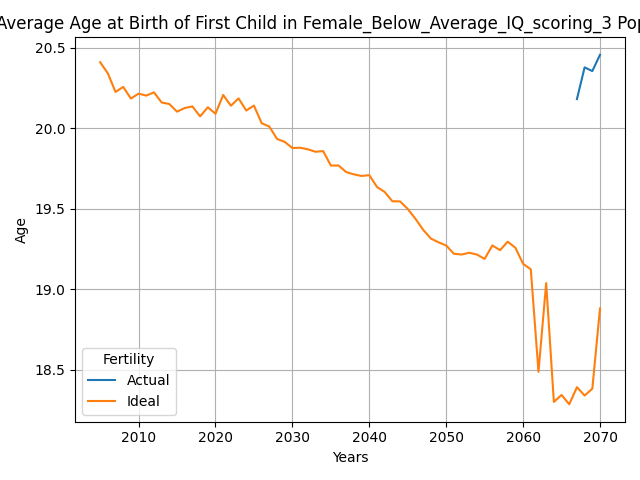 Average Age at Birth of First Child in Female_Below_Average_IQ_scoring_3
20.5
20.0
19.5
19.0
18.5
Age
Fertility
Actual
Ideal
2010 2020 2030 2040 2050 2060 2070
Years